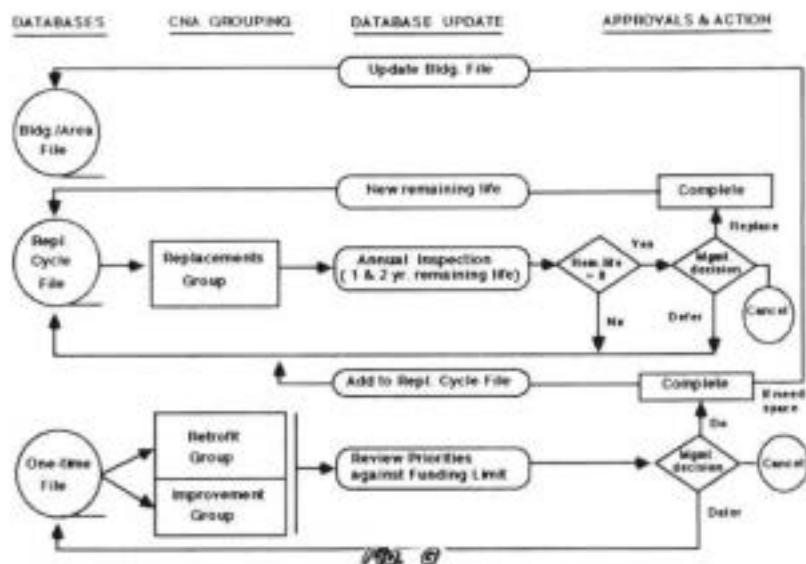 DATABASES
CNA GROUPING
DATABASE UPDATE
APPROVALS & ACTION
Update Bldg. File
Bldg./Area
File
New remaining life
Complete
Replace
Repl.
Cycle
File
Replacements
Group
Annual Inspection
( 1 & 2 yr. remaining life)
Rem. life
= 0
Yes
Mgmt
decision
Cancel
No
Defer
Add to Repl. Cycle File
Complete
If need
space
Do
One-time
File
Retrofit
Group
Improvement
Group
Review Priorities
against Funding Limit
Mgmt
decision
Cancel
Defer